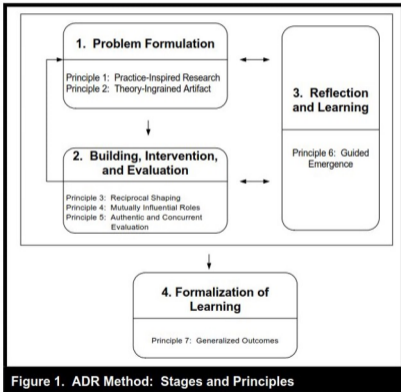 1. Problem Formulation
Principle 1: Practice-Inspired Research
Principle 2: Theory-Ingrained Artifact
2. Building, Intervention,
and Evaluation
Principle 3: Reciprocal Shaping
Principle 4: Mutually Influential Roles
Principle 5: Authentic and Concurrent
Evaluation
3. Reflection
and Learning
Principle 6: Guided
Emergence
4. Formalization of
Learning
Principle 7: Generalized Outcomes
Figure 1. ADR Method: Stages and Principles